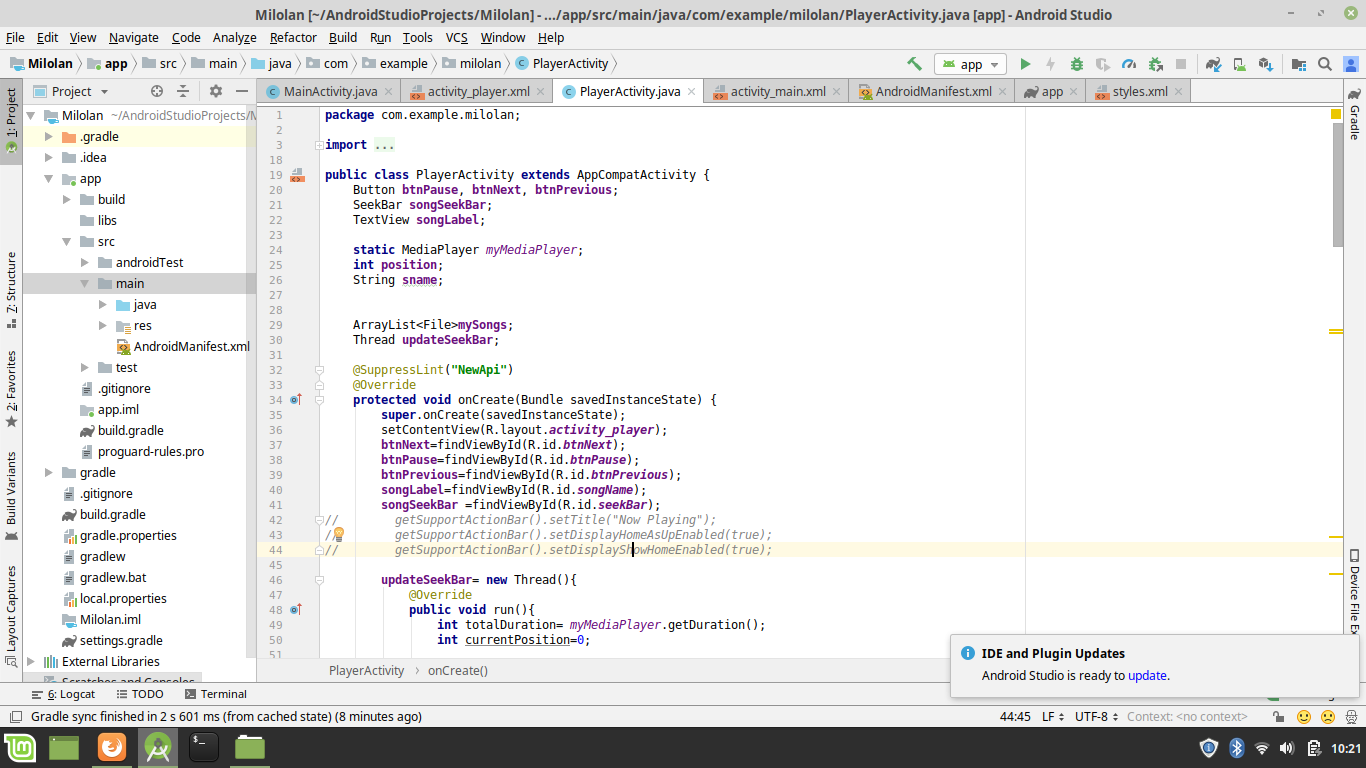 Milolan [~/AndroidStudioProjects/Milolan] - .../app/src/main/java/com/example/milolan/PlayerActivity.java [app] - Android Studio
File Edit View Navigate Code Analyze Refactor Build Run Tools VCS Window Help
Milolan app src main java com example milolan PlayerActivity app
Project
MainActivity.java activity_player.xml PlayerActivity.java activity_main.xml AndroidManifest.xml app styles.xml
1: Project
7: Structure
2: Favorites
Build Variants
Layout Captures
Milolan ~/AndroidStudioProjects/M
.gradle
.idea
app
build
libs
src
androidTest
main
java
res
AndroidManifest.xml
test
.gitignore
app.iml
build.gradle
proguard-rules.pro
gradle
.gitignore
build.gradle
gradle.properties
gradlew
gradlew.bat
local.properties
Milolan.iml
settings.gradle
External Libraries
Scratches and Consoles
1 package com.example.milolan;
2
3 import ...
18
19 public class PlayerActivity extends AppCompatActivity {
20 Button btnPause, btnNext, btnPrevious;
21 SeekBar songSeekBar;
22 TextView songLabel;
23
24 static MediaPlayer myMediaPlayer;
25 int position;
26 String sname;
27
28
29 ArrayList<File>mySongs;
30 Thread updateSeekBar;
31
32 @SuppressLint("NewApi")
33 @Override
34 protected void onCreate(Bundle savedInstanceState) {
35 super.onCreate(savedInstanceState);
36 setContentView(R.layout.activity_player);
37 btnNext=findViewById(R.id.btnNext);
38 btnPause=findViewById(R.id.btnPause);
39 btnPrevious=findViewById(R.id.btnPrevious);
40 songLabel=findViewById(R.id.songName);
41 songSeekBar =findViewById(R.id.seekBar);
42 // getSupportActionBar().setTitle("Now Playing");
43 // getSupportActionBar().setDisplayHomeAsUpEnabled(true);
44 // getSupportActionBar().setDisplayShowHomeEnabled(true);
45
46 updateSeekBar= new Thread(){
47 @Override
48 public void run(){
49 int totalDuration= myMediaPlayer.getDuration();
50 int currentPosition=0;
51
Gradle
Device File Ex
PlayerActivity onCreate()
IDE and Plugin Updates
Android Studio is ready to update.
6: Logcat TODO Terminal
Gradle sync finished in 2 s 601 ms (from cached state) (8 minutes ago) 44:45 LF UTF-8 Context: <no context>
10:21